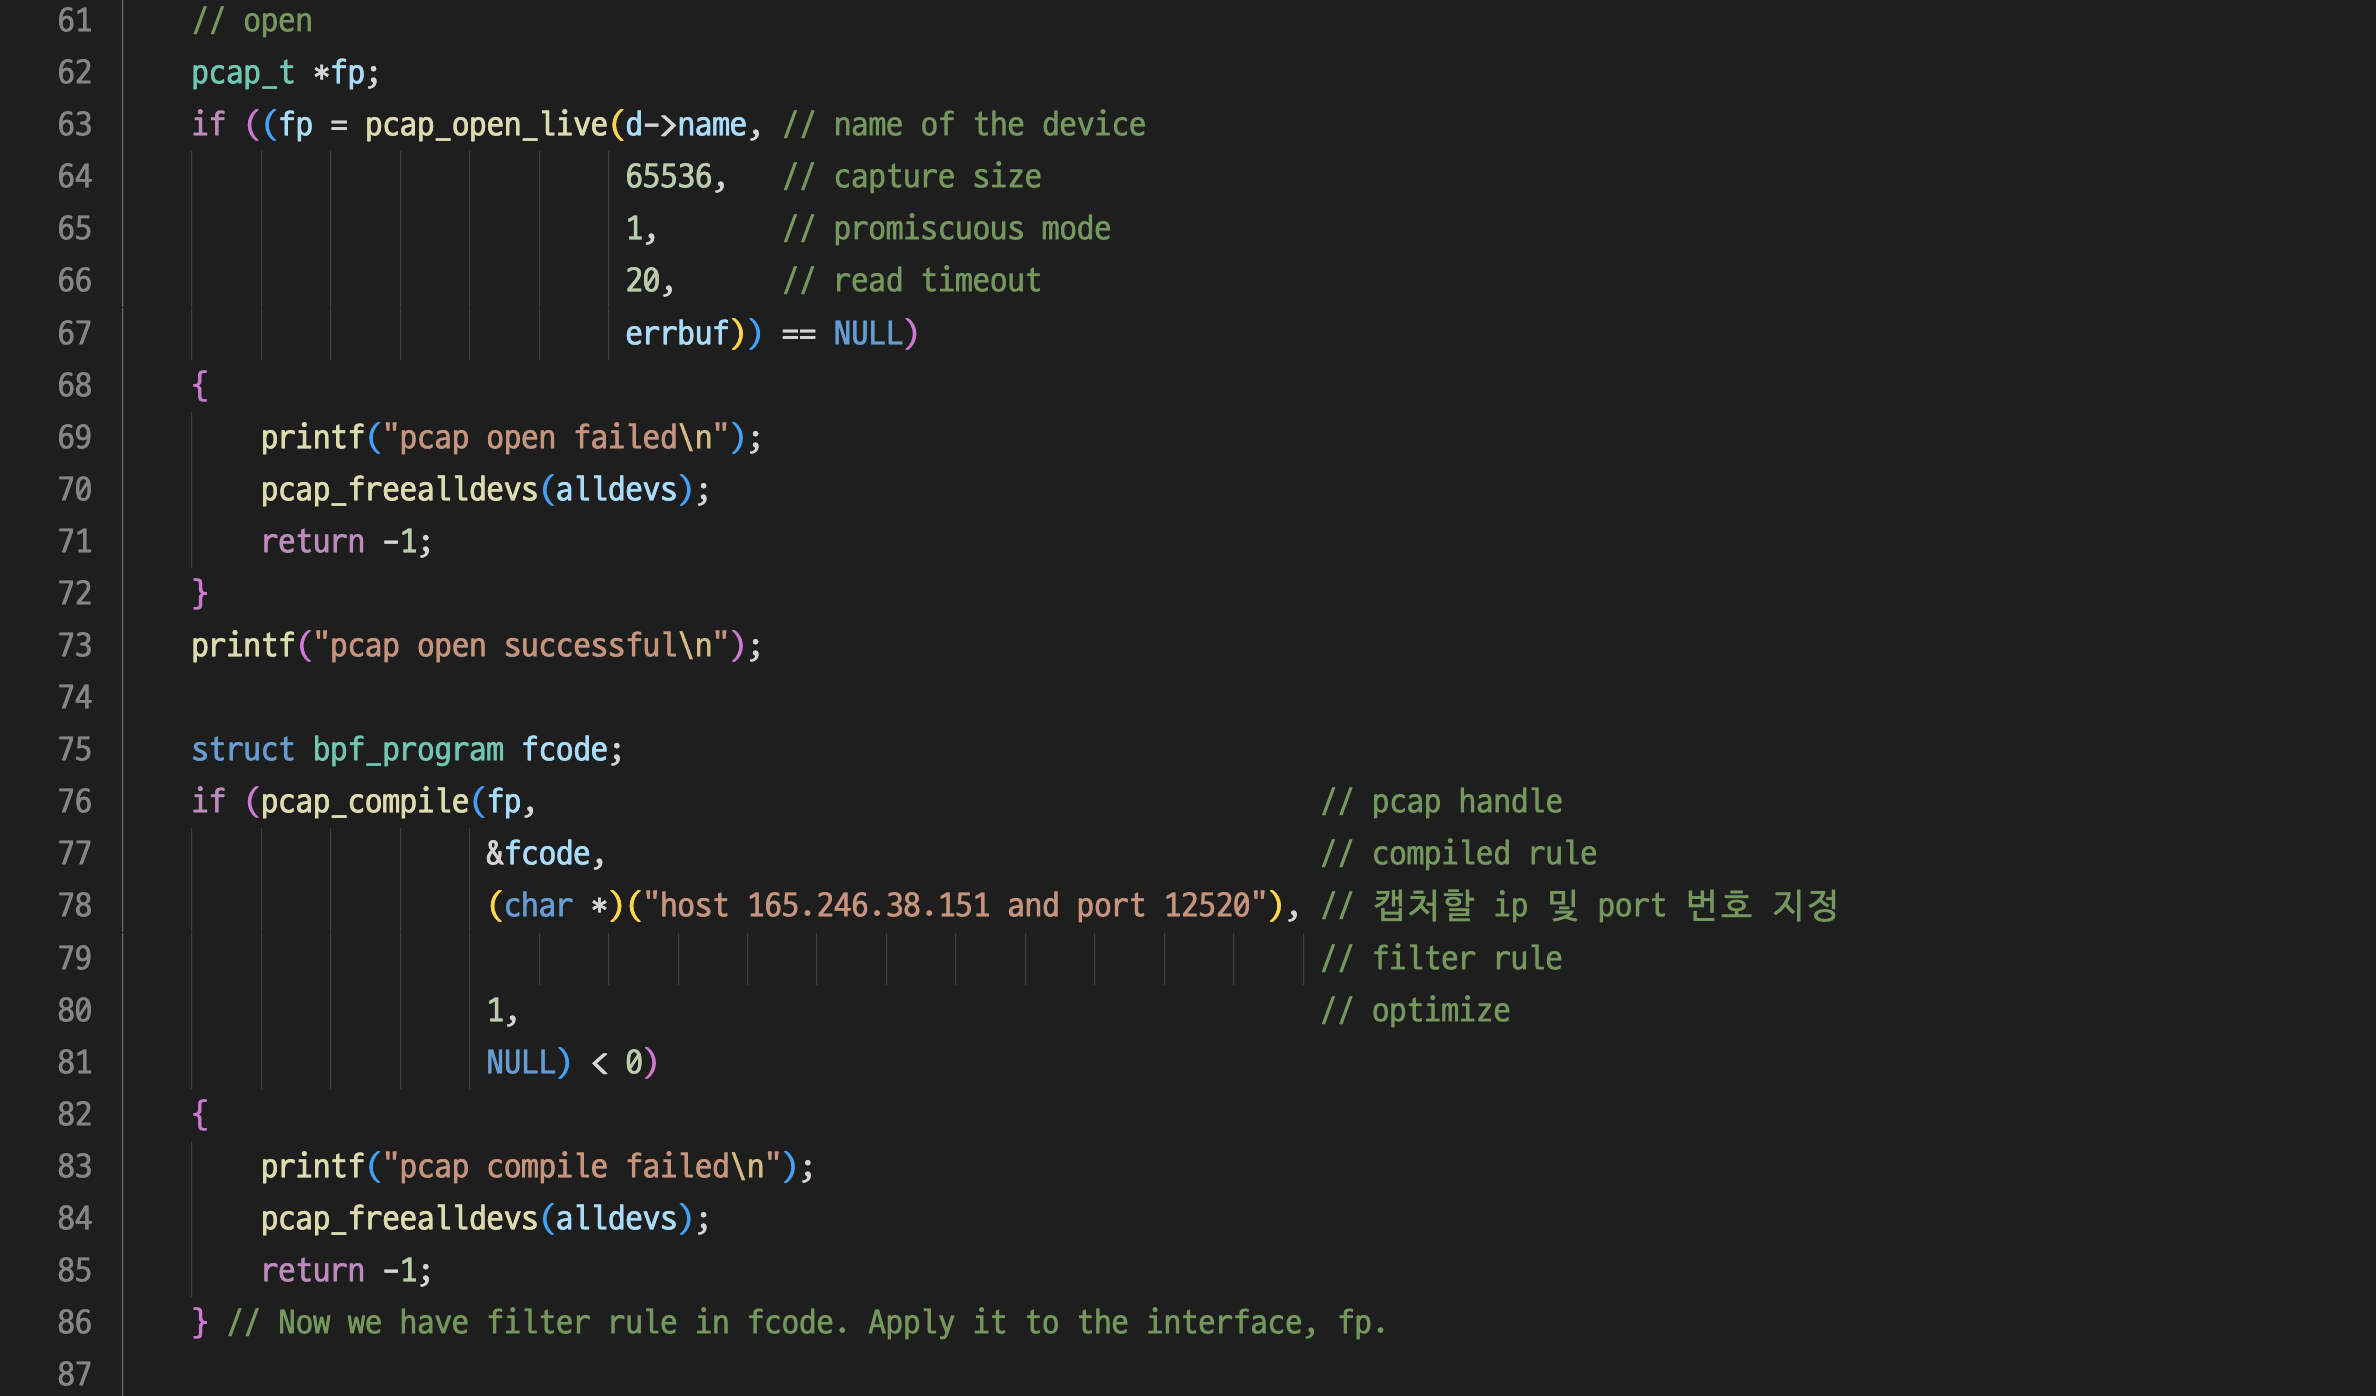 61 // open
62 pcap_t *fp;
63 if ((fp = pcap_open_live(d->name, // name of the device
64 65536, // capture size
65 1, // promiscuous mode
66 20, // read timeout
67 errbuf)) == NULL)
68 {
69 printf("pcap open failed\n");
70 pcap_freealldevs(alldevs);
71 return -1;
72 }
73 printf("pcap open successful\n");
74
75 struct bpf_program fcode;
76 if (pcap_compile(fp, // pcap handle
77 &fcode, // compiled rule
78 (char *)("host 165.246.38.151 and port 12520"), // 캡처할 ip 및 port 번호 지정
79 // filter rule
80 1, // optimize
81 NULL) < 0)
82 {
83 printf("pcap compile failed\n");
84 pcap_freealldevs(alldevs);
85 return -1;
86 } // Now we have filter rule in fcode. Apply it to the interface, fp.
87